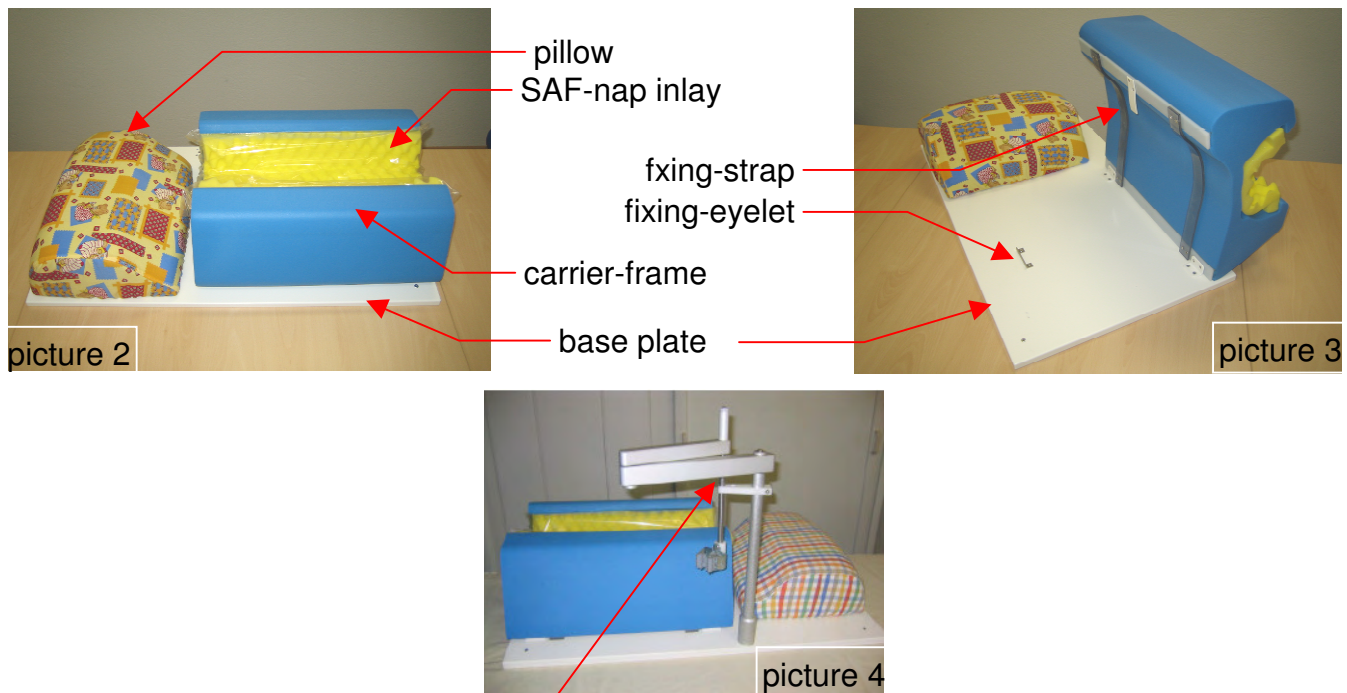 pillow
SAF-nap inlay
fxing-strap
fixing-eyelet
carrier-frame
base plate
picture 2
picture 3
picture 4